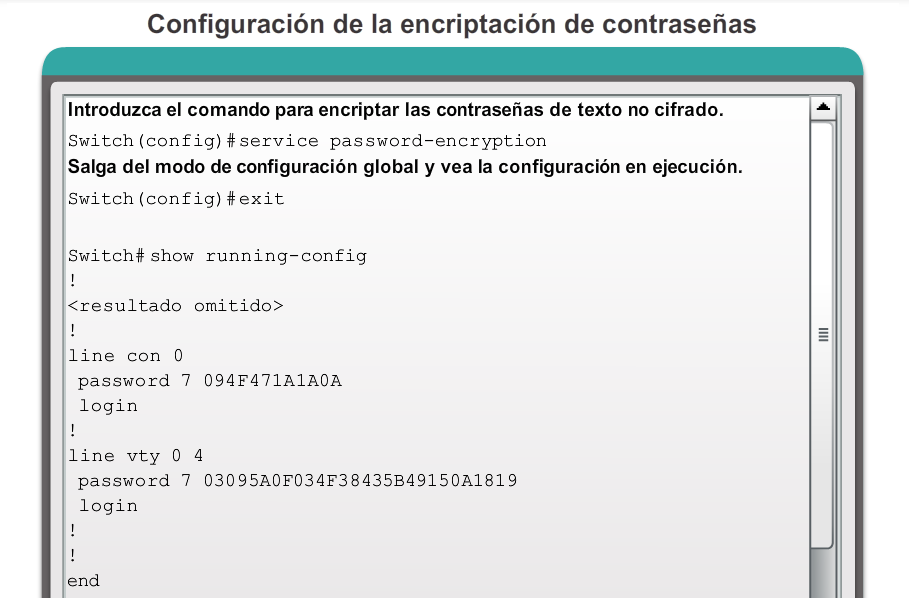 Configuración de la encriptación de contraseñas
Introduzca el comando para encriptar las contraseñas de texto no cifrado.
Switch(config)#service password-encryption
Salga del modo de configuración global y vea la configuración en ejecución.
Switch(config)#exit
Switch#show running-config
!
<resultado omitido>
!
line con 0
password 7 094F471A1A0A
login
!
line vty 0 4
password 7 03095A0F034F38435B49150A1819
login
!
!
end